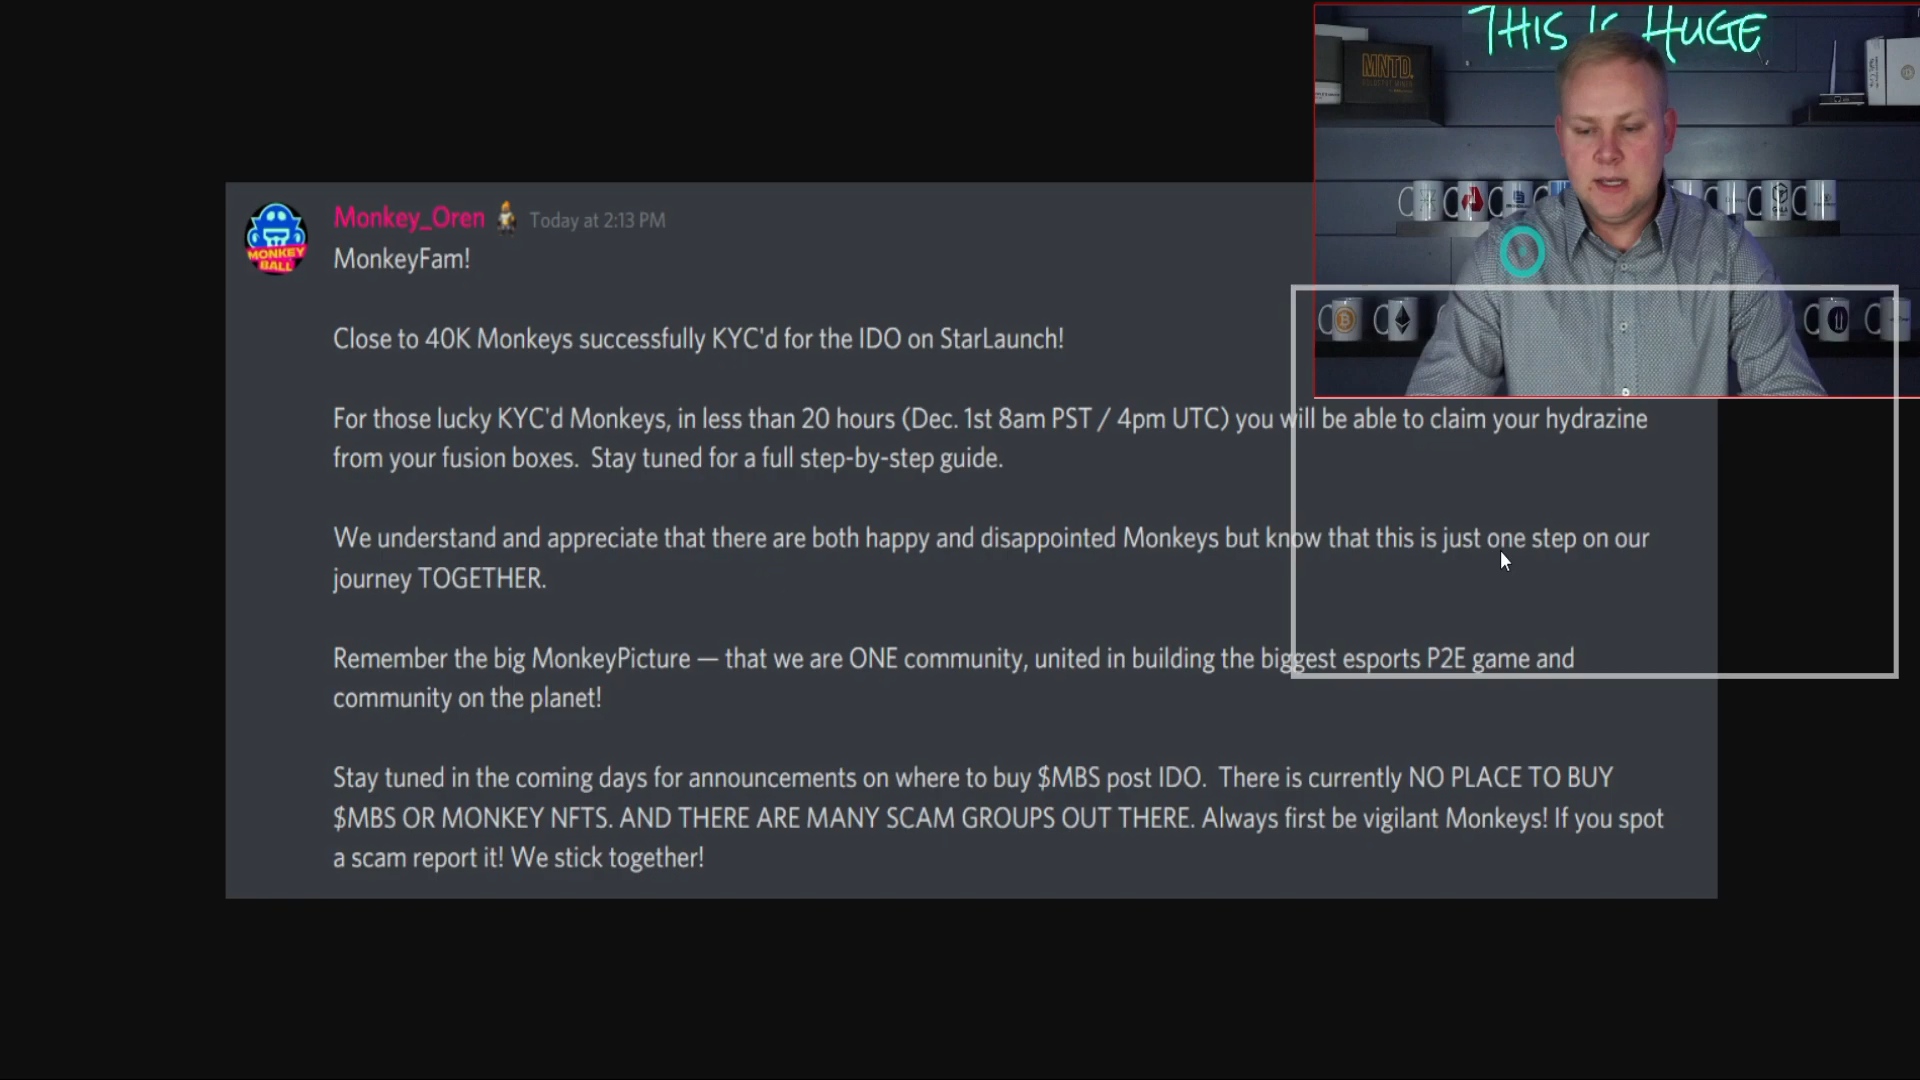 THIS IS HUGE
MNTD.
MONKEY
BALL
Monkey_Oren Today at 2:13 PM
MonkeyFam!
Close to 40K Monkeys successfully KYC'd for the IDO on StarLaunch!
For those lucky KYC'd Monkeys, in less than 20 hours (Dec. 1st 8am PST / 4pm UTC) you will be able to claim your hydrazine
from your fusion boxes.  Stay tuned for a full step-by-step guide.
We understand and appreciate that there are both happy and disappointed Monkeys but know that this is just one step on our
journey TOGETHER.
Remember the big MonkeyPicture — that we are ONE community, united in building the biggest esports P2E game and
community on the planet!
Stay tuned in the coming days for announcements on where to buy $MBS post IDO.  There is currently NO PLACE TO BUY
$MBS OR MONKEY NFTS. AND THERE ARE MANY SCAM GROUPS OUT THERE. Always first be vigilant Monkeys! If you spot
a scam report it! We stick together!